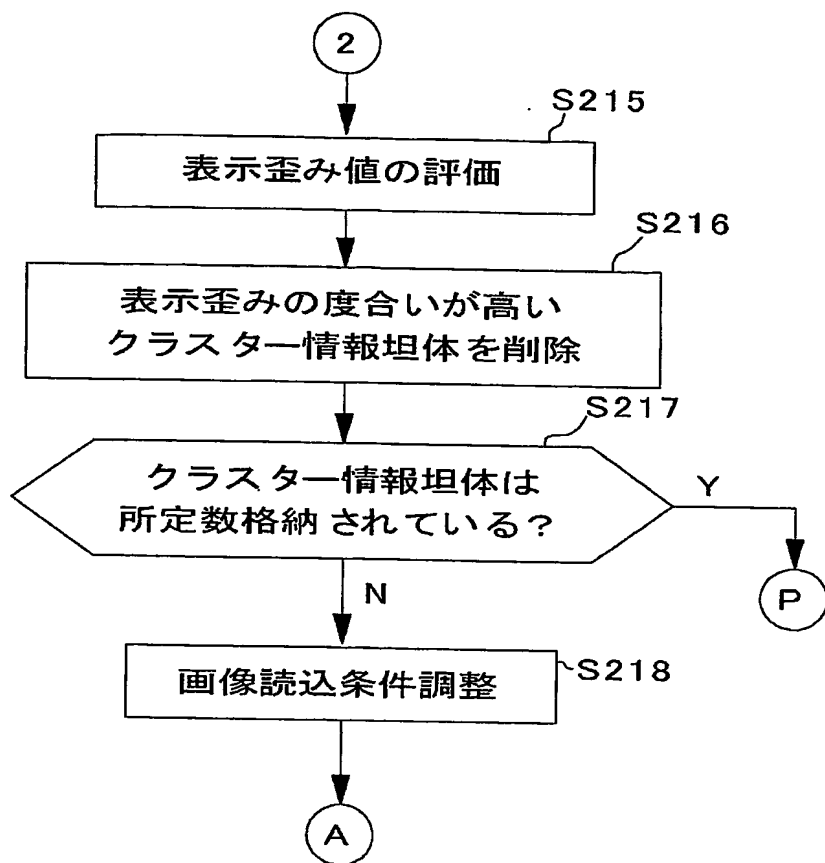 2
S215
表示歪み値の評価
S216
表示歪みの度合いが高い
クラスター情報坦体を削除
S217
クラスター情報坦体は
所定数格納されている？
Y
P
N
画像読込条件調整
S218
A